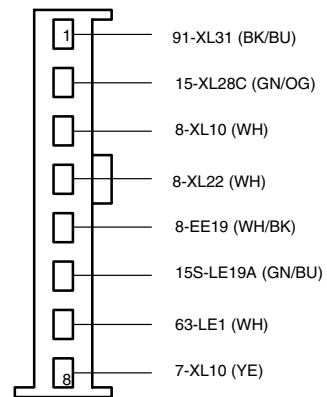 1 91-XL31 (BK/BU)
15-XL28C (GN/OG)
8-XL10 (WH)
8-XL22 (WH)
8-EE19 (WH/BK)
15S-LE19A (GN/BU)
63-LE1 (WH)
8 7-XL10 (YE)